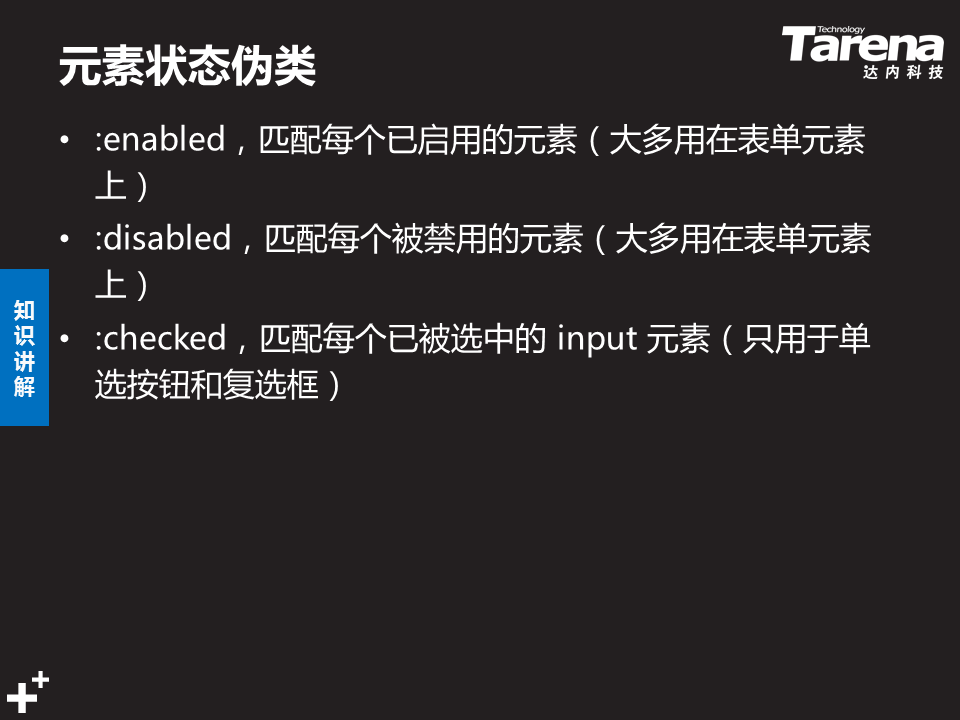 元素状态伪类
Technology
Tarena
达内科技
• :enabled，匹配每个已启用的元素（大多用在表单元素
上）
• :disabled，匹配每个被禁用的元素（大多用在表单元素
上）
• :checked，匹配每个已被选中的 input 元素（只用于单
选按钮和复选框）
知
识
讲
解